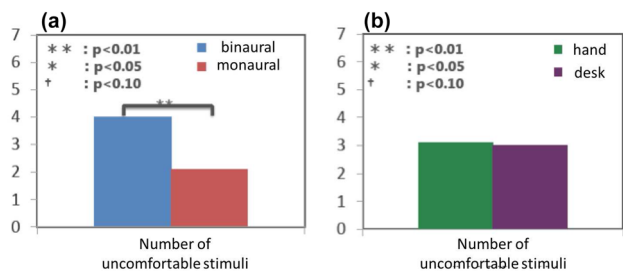 (a)
7
6
5
4
3
2
1
0
** : p<0.01
* : p<0.05
† : p<0.10
binaural
monaural
**
Number of
uncomfortable stimuli
(b)
7
6
5
4
3
2
1
0
** : p<0.01
* : p<0.05
† : p<0.10
hand
desk
Number of
uncomfortable stimuli